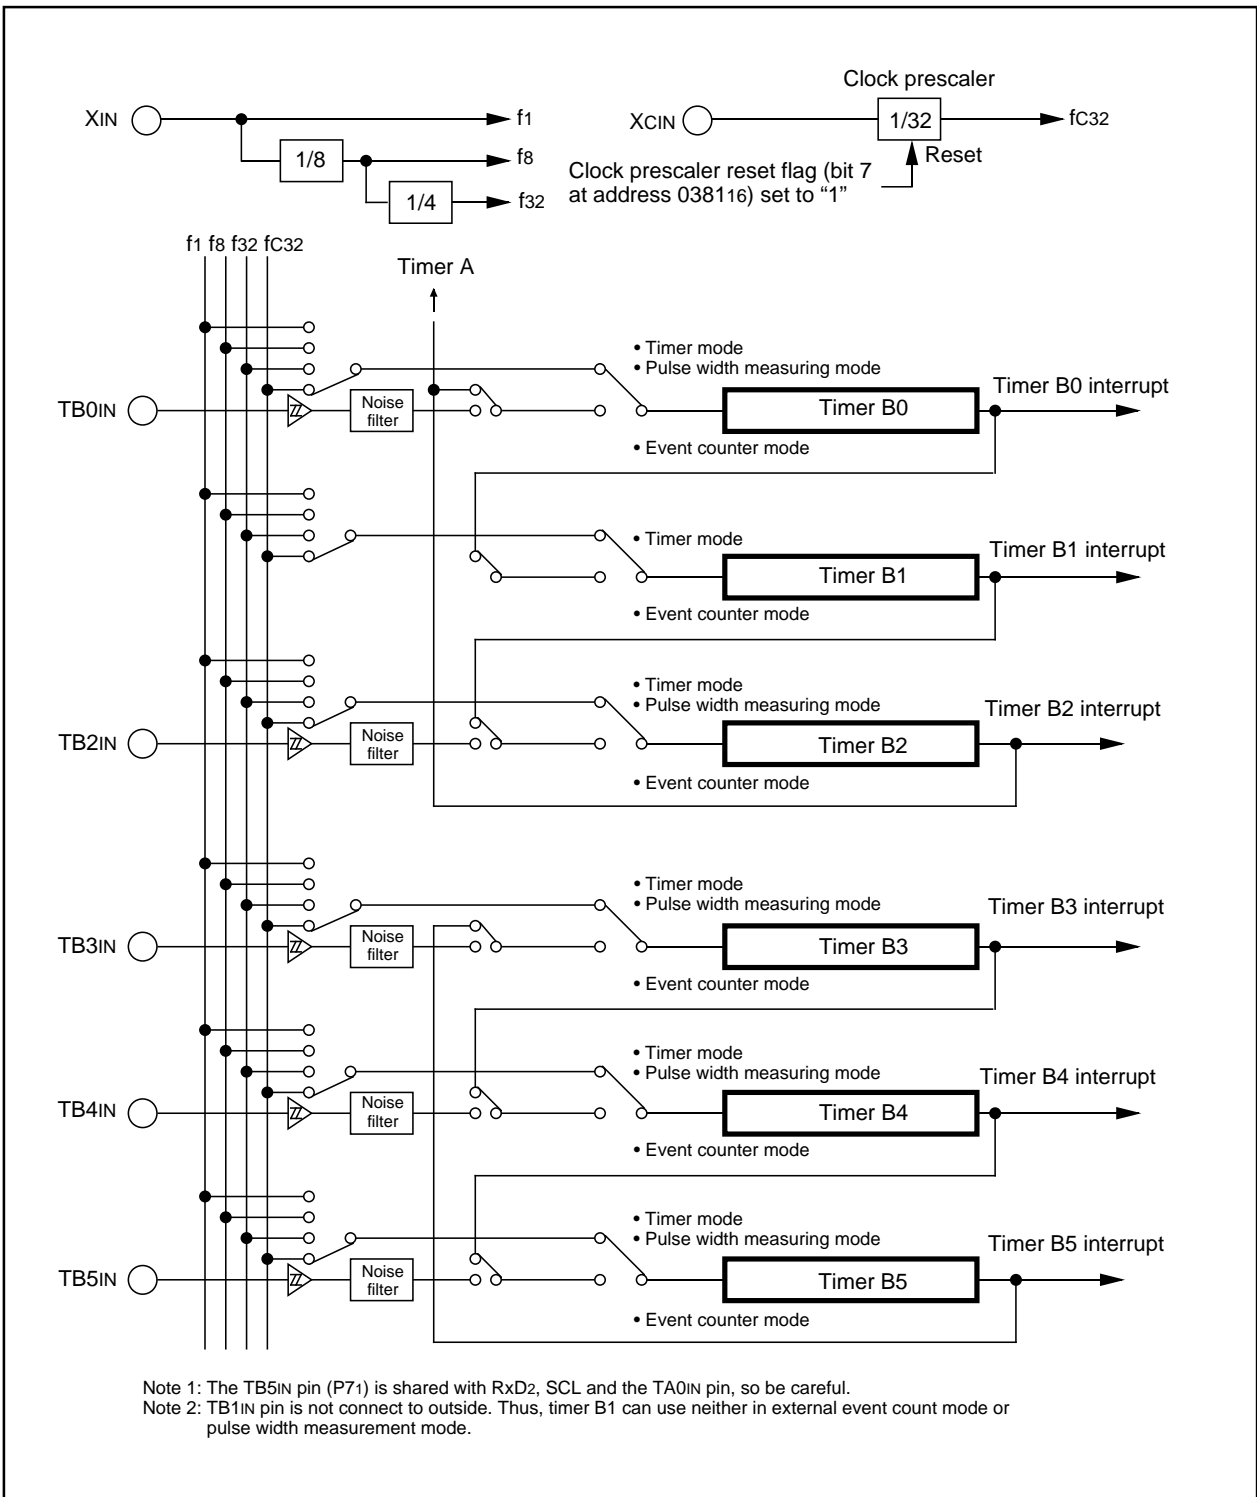 Clock prescaler
XIN
f1
XCIN
1/32
fC32
1/8
f8
Reset
Clock prescaler reset flag (bit 7
at address 038116) set to “1”
1/4
f32
f1 f8 f32 fC32
Timer A
• Timer mode
• Pulse width measuring mode
Timer B0 interrupt
TB0IN
Noise
filter
Timer B0
• Event counter mode
• Timer mode
Timer B1 interrupt
Timer B1
• Event counter mode
• Timer mode
• Pulse width measuring mode
Timer B2 interrupt
TB2IN
Noise
filter
Timer B2
• Event counter mode
• Timer mode
• Pulse width measuring mode
Timer B3 interrupt
TB3IN
Noise
filter
Timer B3
• Event counter mode
• Timer mode
• Pulse width measuring mode
Timer B4 interrupt
TB4IN
Noise
filter
Timer B4
• Event counter mode
• Timer mode
• Pulse width measuring mode
Timer B5 interrupt
TB5IN
Noise
filter
Timer B5
• Event counter mode
Note 1: The TB5IN pin (P71) is shared with RxD2, SCL and the TA0IN pin, so be careful.
Note 2: TB1IN pin is not connect to outside. Thus, timer B1 can use neither in external event count mode or
pulse width measurement mode.